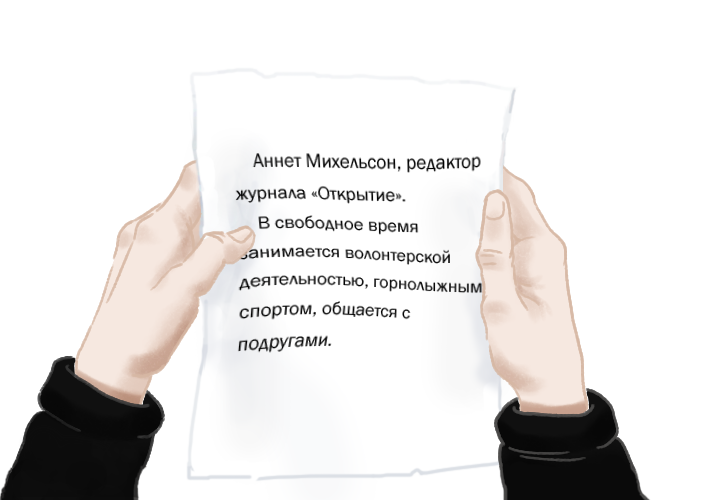 Аннет Михельсон, редактор
журнала «Открытие».
В свободное время
занимается волонтерской
деятельностью, горнолыжным
спортом, общается с
подругами.